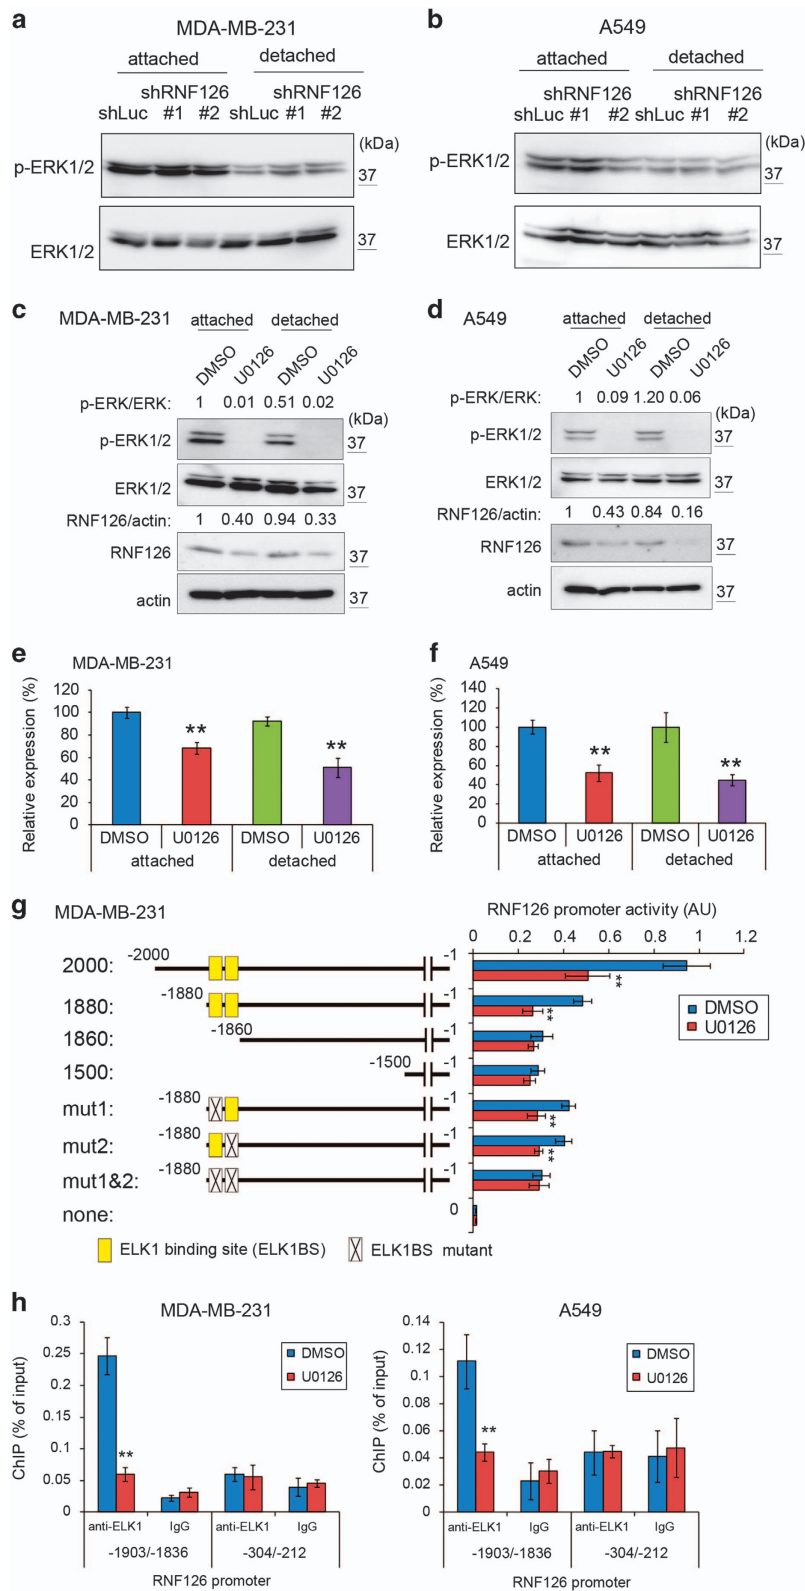 a
MDA-MB-231
attached detached
shRNF126 shRNF126
shLuc #1 #2 shLuc #1 #2
(kDa)
p-ERK1/2
37
ERK1/2
37
b
A549
attached detached
shRNF126 shRNF126
shLuc #1 #2 shLuc #1 #2
(kDa)
p-ERK1/2
37
ERK1/2
37
c
MDA-MB-231
attached detached
DMSO U0126 DMSO U0126
p-ERK/ERK: 1 0.01 0.51 0.02
(kDa)
p-ERK1/2
37
ERK1/2
37
RNF126/actin: 1 0.40 0.94 0.33
RNF126
37
actin
37
d
A549
attached detached
DMSO U0126 DMSO U0126
p-ERK/ERK: 1 0.09 1.20 0.06
(kDa)
p-ERK1/2
37
ERK1/2
37
RNF126/actin: 1 0.43 0.84 0.16
RNF126
37
actin
37
e
MDA-MB-231
Relative expression (%)
120
100
80
60
40
20
0
**
**
DMSO U0126 DMSO U0126
attached detached
f
A549
Relative expression (%)
140
120
100
80
60
40
20
0
**
**
DMSO U0126 DMSO U0126
attached detached
g
MDA-MB-231
RNF126 promoter activity (AU)
0 0.2 0.4 0.6 0.8 1 1.2
2000: -2000 -1
**
1880: -1880 -1
**
1860: -1860 -1
1500: -1500 -1
mut1: -1880 -1
**
mut2: -1880 -1
**
mut1&2: -1880 -1
none: 0
DMSO
U0126
ELK1 binding site (ELK1BS)
ELK1BS mutant
h
MDA-MB-231
ChIP (% of input)
0.3
0.25
0.2
0.15
0.1
0.05
0
**
DMSO
U0126
anti-ELK1 IgG anti-ELK1 IgG
-1903/-1836 -304/-212
RNF126 promoter
A549
ChIP (% of input)
0.14
0.12
0.1
0.08
0.06
0.04
0.02
0
**
DMSO
U0126
anti-ELK1 IgG anti-ELK1 IgG
-1903/-1836 -304/-212
RNF126 promoter